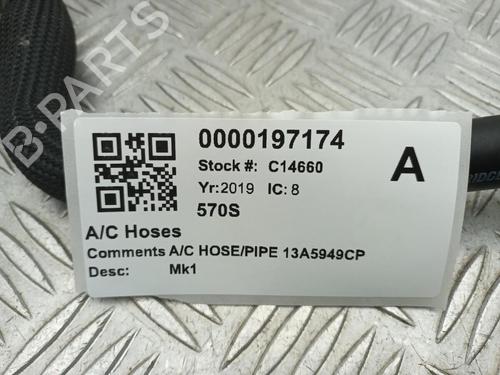 B-PARTS
0000197174
Stock #: C14660
A
Yr:2019 IC: 8
570S
A/C Hoses
Comments A/C HOSE/PIPE 13A5949CP
Desc: Mk1